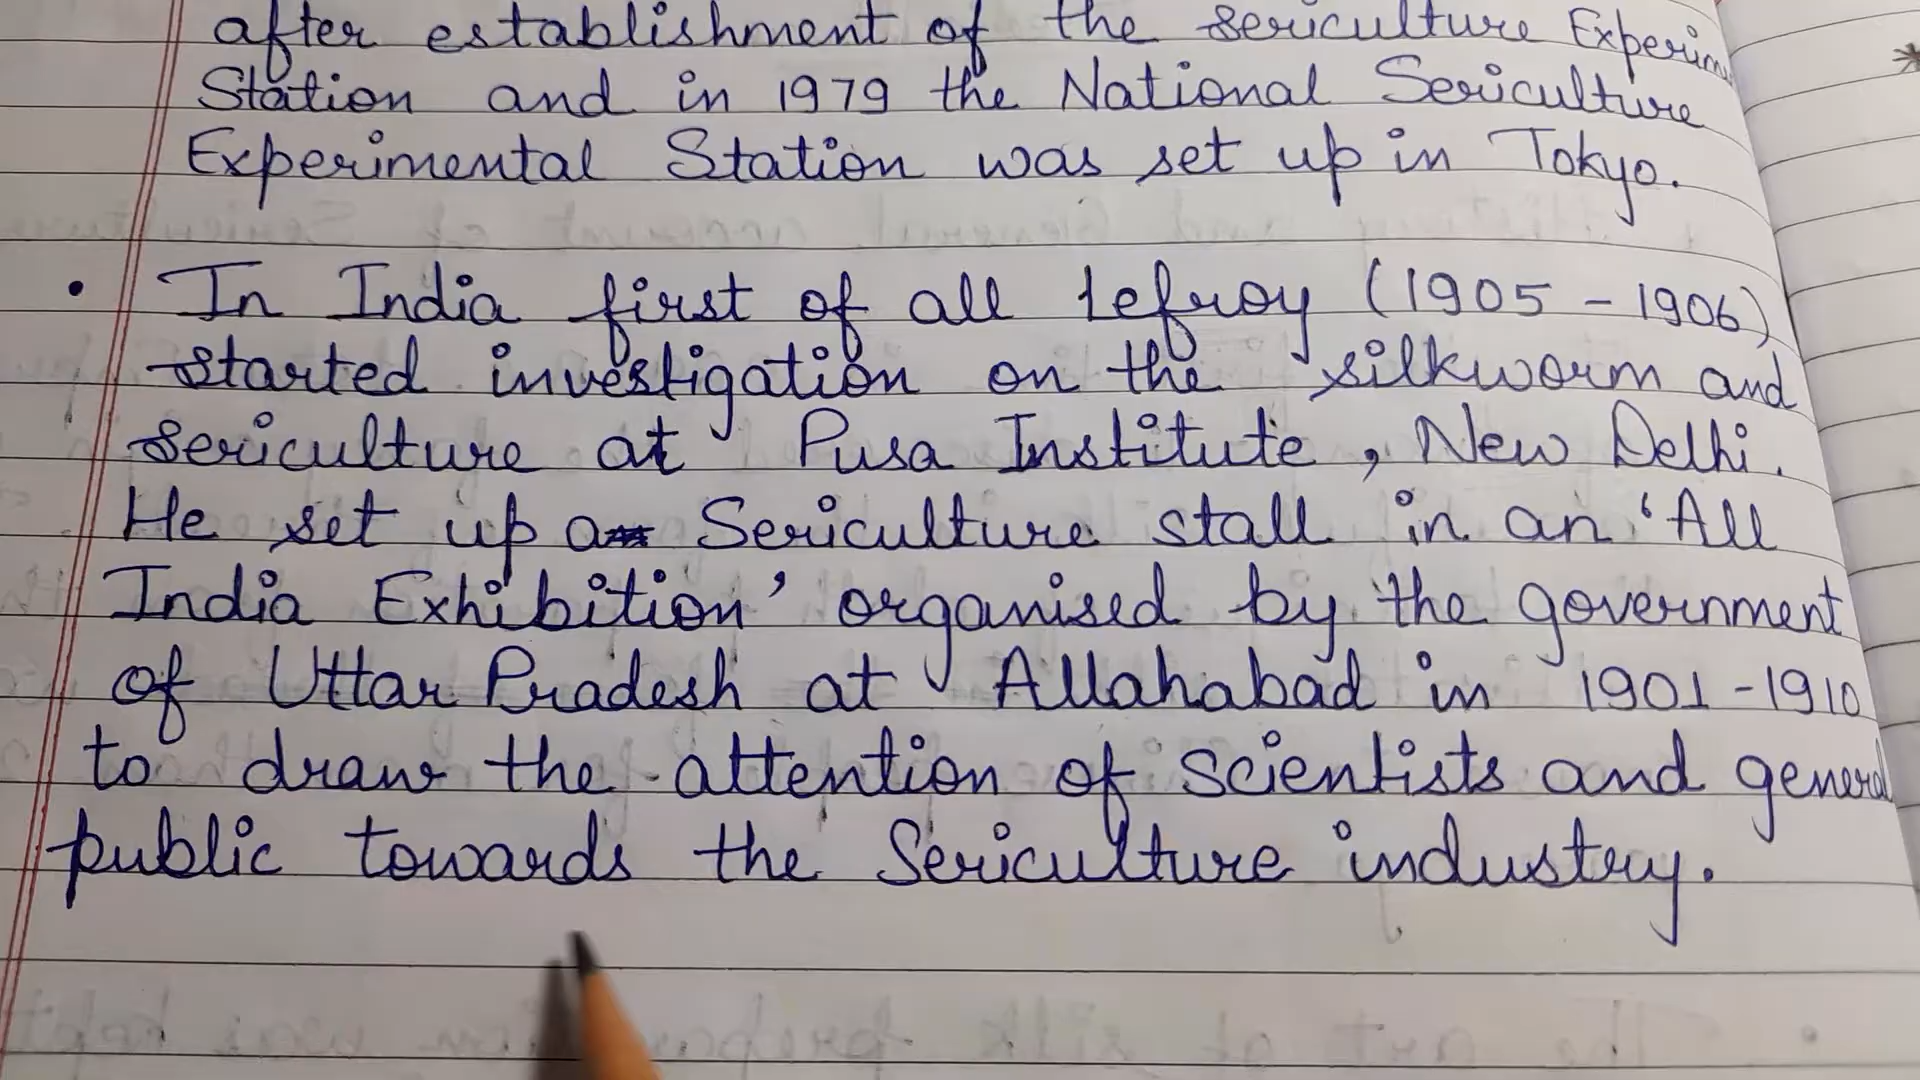 after establishment of the sericulture Experim
Station and in 1979 the National Sericulture
Experimental Station was set up in Tokyo.
• In India first of all Lefroy (1905 - 1906)
started investigation on the silkworm and
sericulture at Pusa Institute, New Delhi.
He set up a Sericulture stall in an 'All
India Exhibition' organised by the government
of Uttar Pradesh at Allahabad in 1901-1910
to draw the attention of scientists and general
public towards the Sericulture industry.